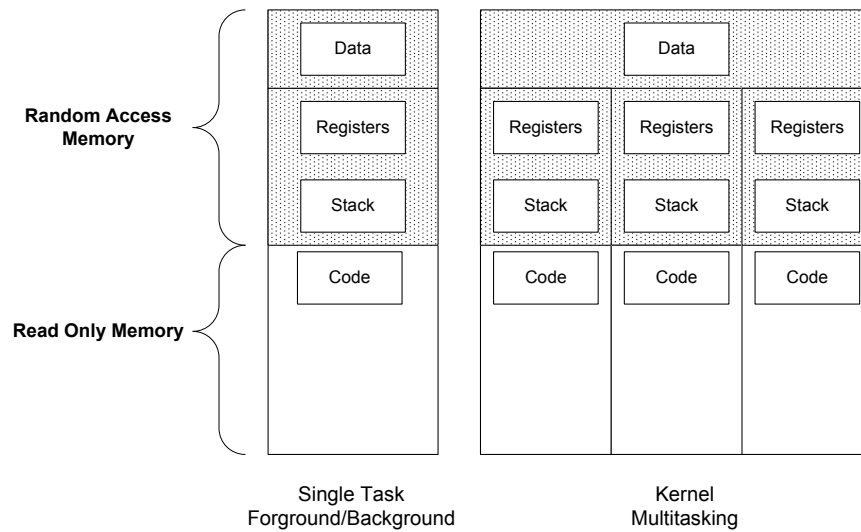 Data
Data
Random Access
Memory
Registers
Registers
Registers
Registers
Stack
Stack
Stack
Stack
Code
Code
Code
Code
Read Only Memory
Single Task
Forground/Background
Kernel
Multitasking